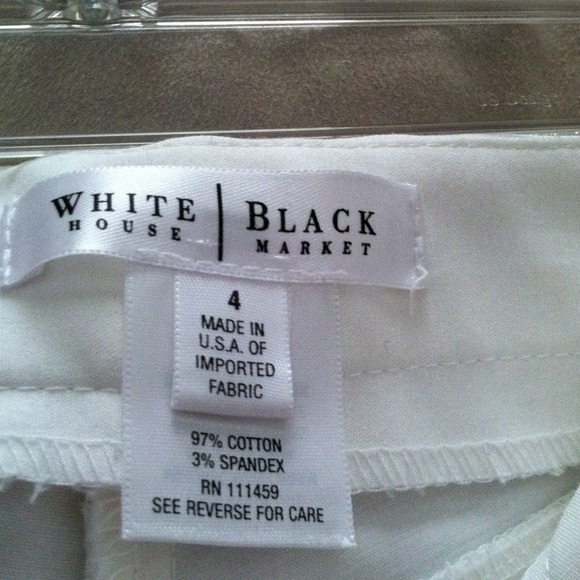 WHITE HOUSE | BLACK MARKET
4
MADE IN
U.S.A. OF
IMPORTED
FABRIC
97% COTTON
3% SPANDEX
RN 111459
SEE REVERSE FOR CARE